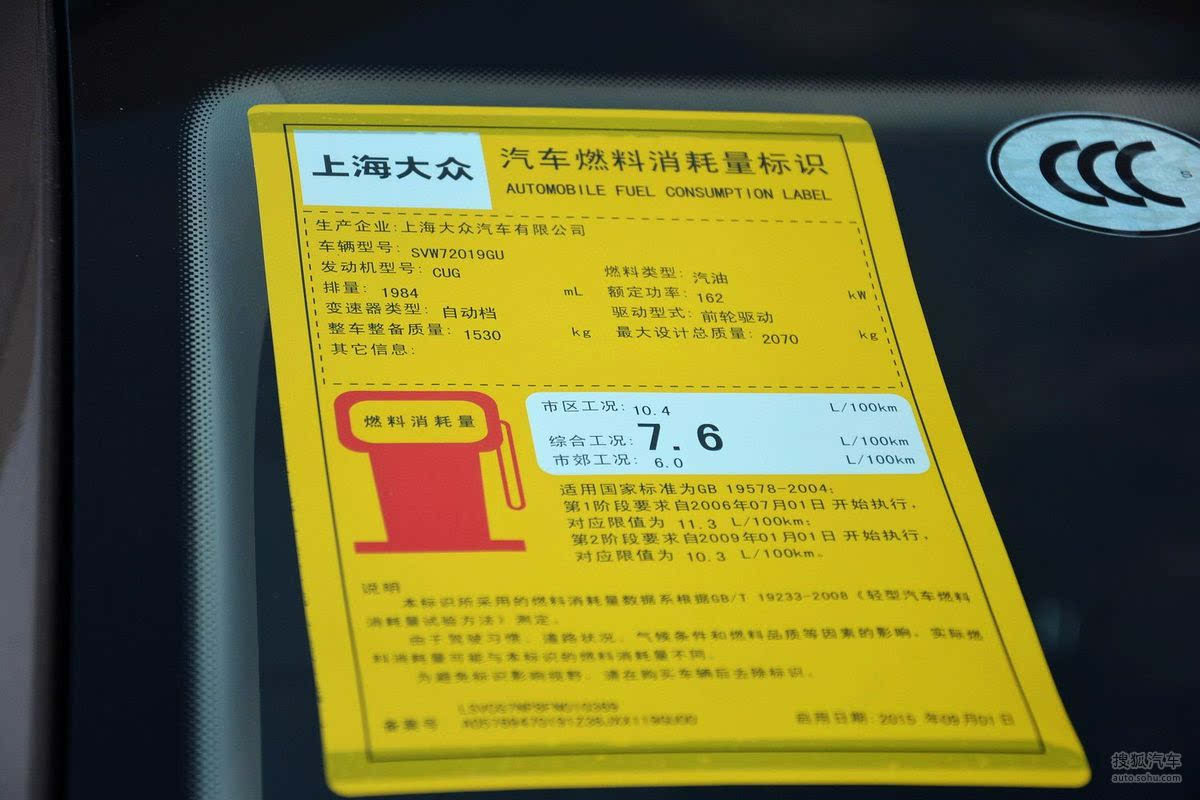 上海大众
汽车燃料消耗量标识
AUTOMOBILE FUEL CONSUMPTION LABEL
CCC
S
生产企业:上海大众汽车有限公司
车辆型号: SVW72019GU
发动机型号: CUG 燃料类型: 汽油
排量: 1984 mL 额定功率: 162 kW
变速器类型: 自动档 驱动型式: 前轮驱动
整车整备质量: 1530 kg 最大设计总质量: 2070 kg
其它信息:
燃料消耗量
市区工况: 10.4 L/100km
综合工况: 7.6 L/100km
市郊工况: 6.0 L/100km
适用国家标准为GB 19578-2004;
第1阶段要求自2006年07月01日 开始执行,
对应限值为 11.3 L/100km;
第2阶段要求自2009年01月01日 开始执行,
对应限值为 10.3 L/100km。
说明
本标识所采用的燃料消耗量数据系根据GB/T 19233-2008《轻型汽车燃料
消耗量试验方法》测定。
由于驾驶习惯、道路状况、气候条件和燃料品质等因素的影响, 实际燃
料消耗量可能与本标识的燃料消耗量不同。
为避免标识影响视野, 请在购买车辆后去除标识。
备案号
启用日期: 2015 年09月01日
搜狐汽车
auto.sohu.com